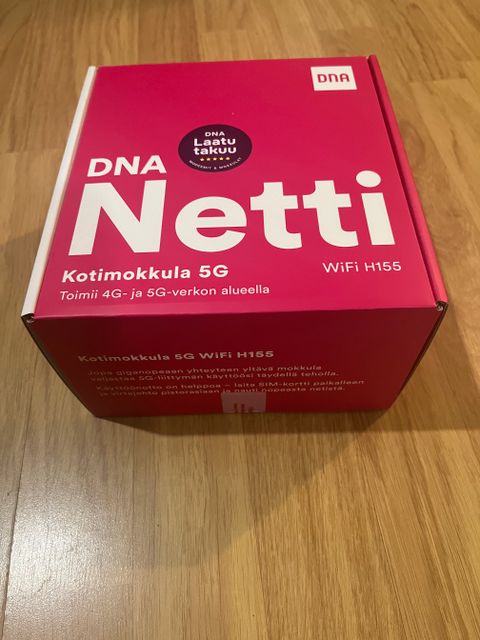 DNA
DNA
Laatu
takuu
MODEEMIT & MOKKULAT
DNA
Netti
Kotimokkula 5G
WiFi H155
Toimii 4G- ja 5G-verkon alueella
Kotimokkula 5G WiFi H155
Jopa giganopeaan yhteyteen yltävä mokkula
valjastaa 5G-liittymän käyttöösi täydellä teholla.
Käyttöönotto on helppoa – laita SIM-kortti paikalleen
ja virtajohto pistorasiaan ja nauti nopeasta netistä.